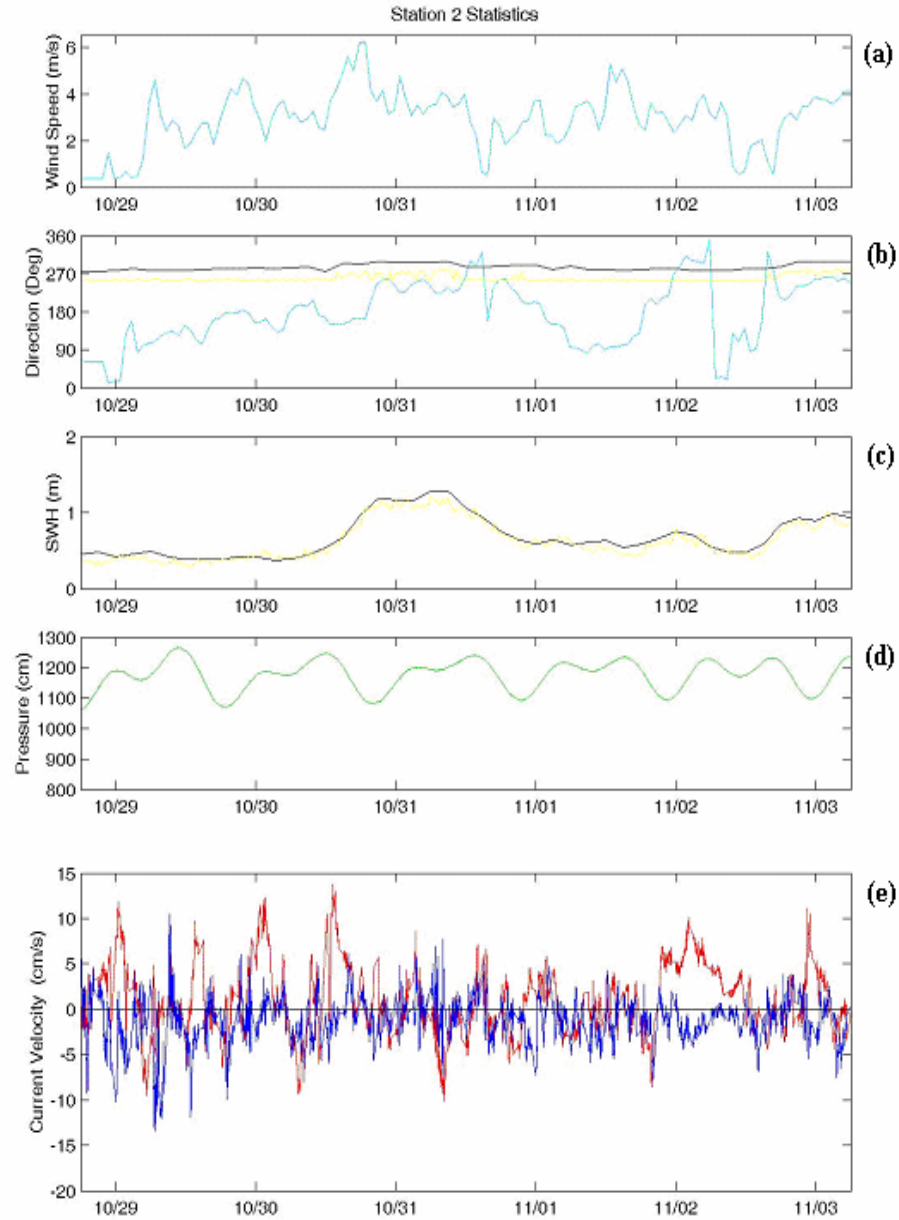 Station 2 Statistics
(a)
Wind Speed (m/s)
6
4
2
0
10/29 10/30 10/31 11/01 11/02 11/03
(b)
Direction (Deg)
360
270
180
90
0
10/29 10/30 10/31 11/01 11/02 11/03
(c)
SWH (m)
2
1
0
10/29 10/30 10/31 11/01 11/02 11/03
(d)
Pressure (cm)
1300
1200
1100
1000
900
800
10/29 10/30 10/31 11/01 11/02 11/03
(e)
Current Velocity (cm/s)
15
10
5
0
-5
-10
-15
-20
10/29 10/30 10/31 11/01 11/02 11/03